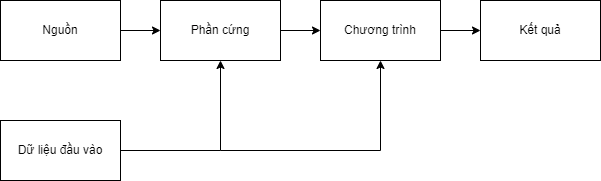 Nguồn
Phần cứng
Chương trình
Kết quả
Dữ liệu đầu vào